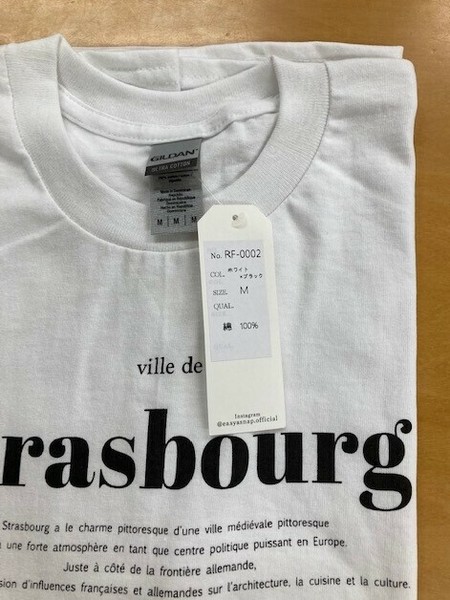 GILDAN
ULTRA COTTON
M M M
No. RF-0002
COL. ホワイト
×ブラック
SIZE. M
QUAL.
綿 100%
Instagram
@eaayasnap.official
ville de
rasbourg
Strasbourg a le charme pittoresque d'une ville médiévale pittoresque
une forte atmosphère en tant que centre politique puissant en Europe.
Juste à côté de la frontière allemande,
sion d'influences françaises et allemandes sur l'architecture, la cuisine et la culture.